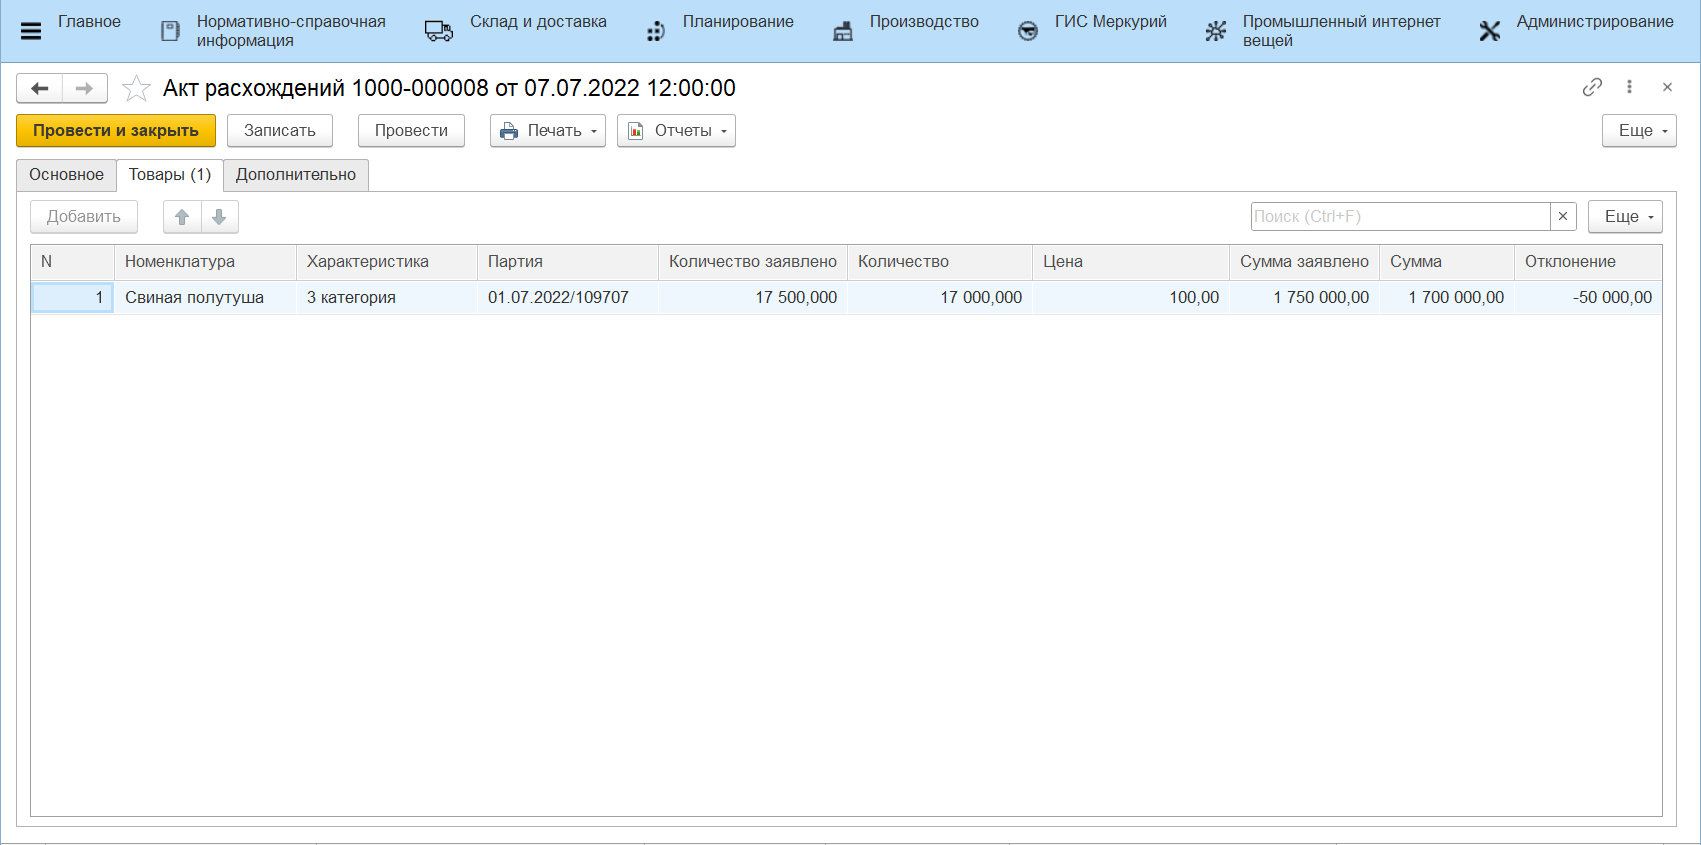 Главное
Нормативно-справочная
информация
Склад и доставка
Планирование
Производство
ГИС Меркурий
Промышленный интернет
вещей
Администрирование
Акт расхождений 1000-000008 от 07.07.2022 12:00:00
Провести и закрыть
Записать
Провести
Печать
Отчеты
Еще
Основное
Товары (1)
Дополнительно
Добавить
Поиск (Ctrl+F)
×
Еще
N Номенклатура Характеристика Партия Количество заявлено Количество Цена Сумма заявлено Сумма Отклонение
1 Свиная полутуша 3 категория 01.07.2022/109707 17 500,000 17 000,000 100,00 1 750 000,00 1 700 000,00 -50 000,00